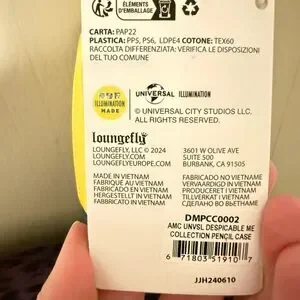 ÉLÉMENTS
D'EMBALLAGE
CARTA: PAP22
PLASTICA: PP5, PS6, LDPE4 COTONE: TEX60
RACCOLTA DIFFERENZIATA: VERIFICA LE DISPOSIZIONI
DEL TUO COMUNE
ILLUMINATION
MADE
UNIVERSAL ILLUMINATION
© UNIVERSAL CITY STUDIOS LLC.
ALL RIGHTS RESERVED.
Loungefly
LOUNGEFLY, LLC © 2024
LOUNGEFLY.COM
LOUNGEFLYEUROPE.COM
3601 W OLIVE AVE
SUITE 500
BURBANK, CA 91505
MADE IN VIETNAM
FABRIQUÉ AU VIETNAM
FABRICADO EN VIETNAM
HERGESTELLT IN VIETNAM
FABBRICATO IN VIETNAM
FABRICADO NO VIETNAME
VERVAARDIGD IN VIETNAM
PRODUCERET I VIETNAM
TILLVERKAD I VIETNAM
СДЕЛАНО ВО ВЬЕТНАМЕ
DMPCC0002
AMC UNVSL DESPICABLE ME
COLLECTION PENCIL CASE
6 71803 51910 7
JJH240610